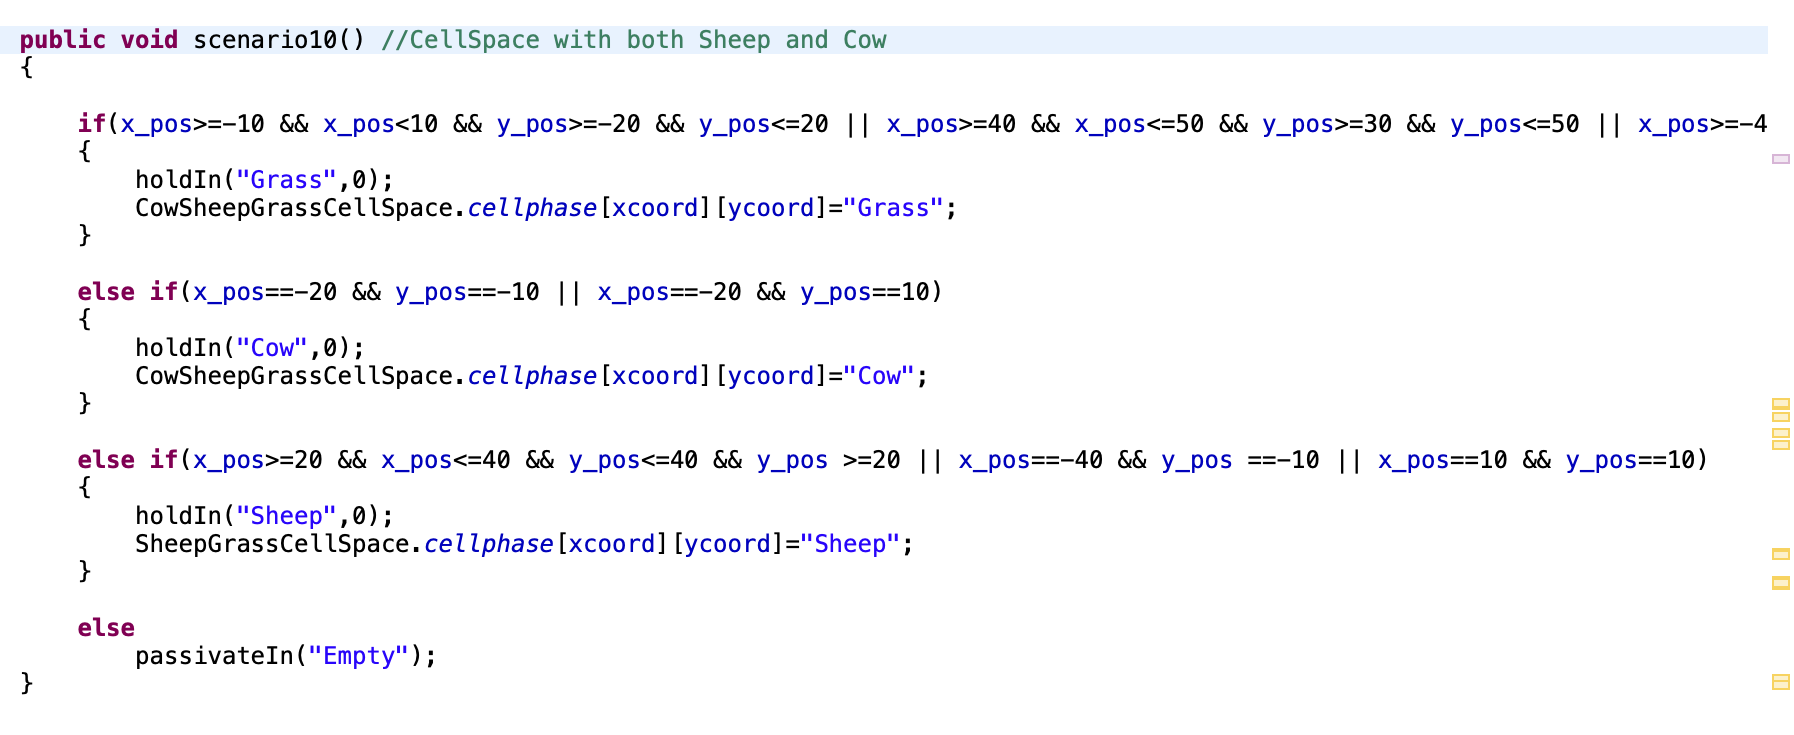 public void scenario10() //CellSpace with both Sheep and Cow
{
if(x_pos>=-10 && x_pos<10 && y_pos>=-20 && y_pos<=20 || x_pos>=40 && x_pos<=50 && y_pos>=30 && y_pos<=50 || x_pos>=-4
{
holdIn("Grass",0);
CowSheepGrassCellSpace.cellphase[xcoord][ycoord]="Grass";
}
else if(x_pos==-20 && y_pos==-10 || x_pos==-20 && y_pos==10)
{
holdIn("Cow",0);
CowSheepGrassCellSpace.cellphase[xcoord][ycoord]="Cow";
}
else if(x_pos>=20 && x_pos<=40 && y_pos<=40 && y_pos >=20 || x_pos==-40 && y_pos ==-10 || x_pos==10 && y_pos==10)
{
holdIn("Sheep",0);
SheepGrassCellSpace.cellphase[xcoord][ycoord]="Sheep";
}
else
passivateIn("Empty");
}